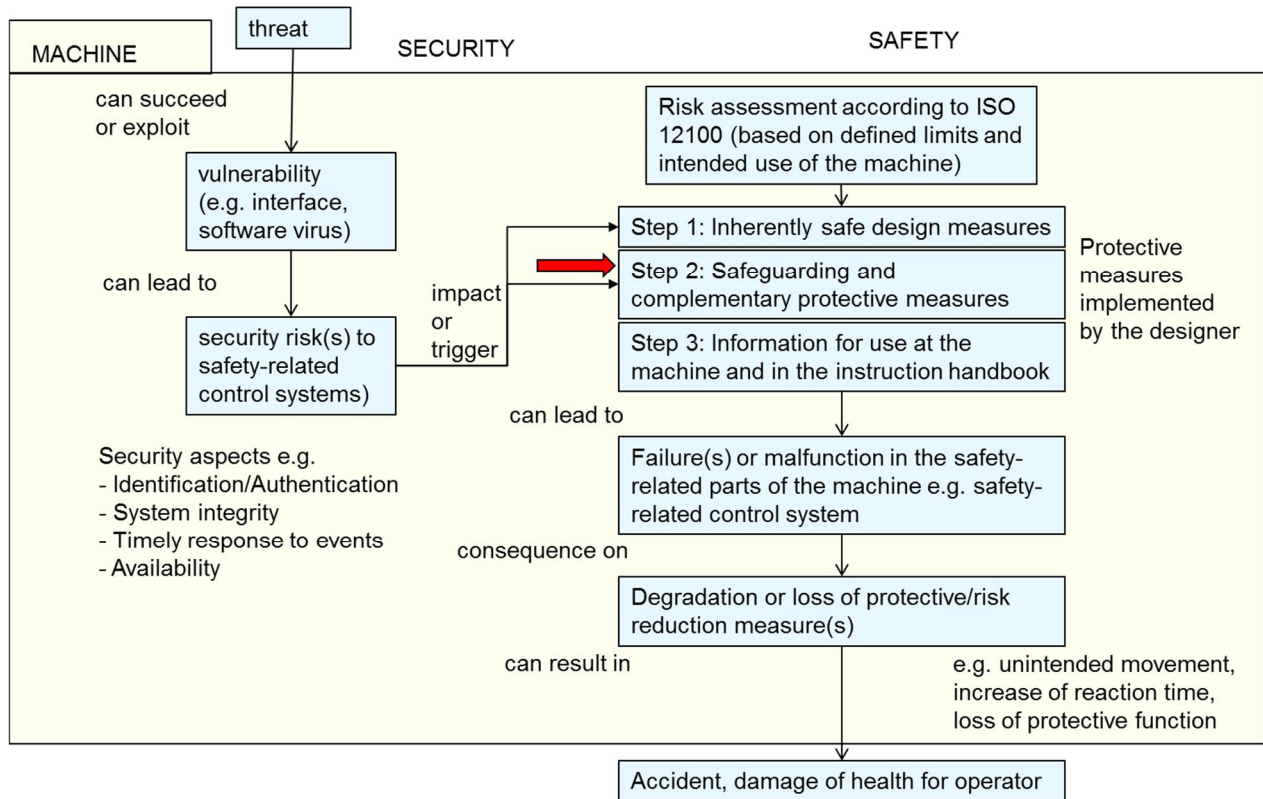 threat
MACHINE
SECURITY
SAFETY
can succeed
or exploit
vulnerability
(e.g. interface,
software virus)
can lead to
security risk(s) to
safety-related
control systems)
impact
or
trigger
Security aspects e.g.
- Identification/Authentication
- System integrity
- Timely response to events
- Availability
Risk assessment according to ISO
12100 (based on defined limits and
intended use of the machine)
Step 1: Inherently safe design measures
Step 2: Safeguarding and
complementary protective measures
Step 3: Information for use at the
machine and in the instruction handbook
Protective
measures
implemented
by the designer
can lead to
Failure(s) or malfunction in the safety-
related parts of the machine e.g. safety-
related control system
consequence on
Degradation or loss of protective/risk
reduction measure(s)
can result in
e.g. unintended movement,
increase of reaction time,
loss of protective function
Accident, damage of health for operator